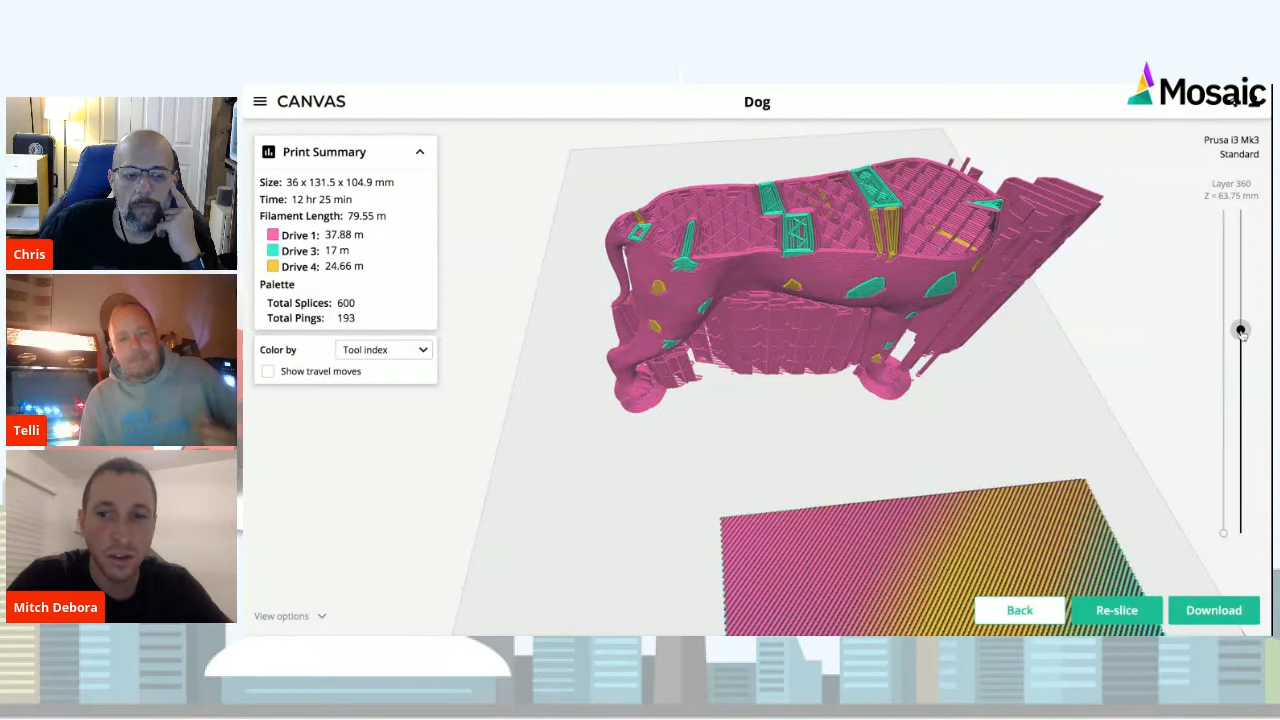 Mosaic
CANVAS
Dog
Print Summary
Size: 36 x 131.5 x 104.9 mm
Time: 12 hr 25 min
Filament Length: 79.55 m
Drive 1: 37.88 m
Drive 3: 17 m
Drive 4: 24.66 m
Palette
Total Splices: 600
Total Pings: 193
Color by
Tool index
Show travel moves
View options
Prusa i3 Mk3
Standard
Layer 360
Z = 63.75 mm
Back
Re-slice
Download
Chris
Telli
Mitch Debora